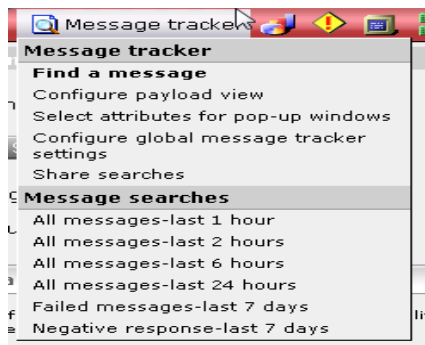 Message tracker
Message tracker
Find a message
Configure payload view
Select attributes for pop-up windows
Configure global message tracker
settings
Share searches
Message searches
All messages-last 1 hour
All messages-last 2 hours
All messages-last 6 hours
All messages-last 24 hours
Failed messages-last 7 days
Negative response-last 7 days